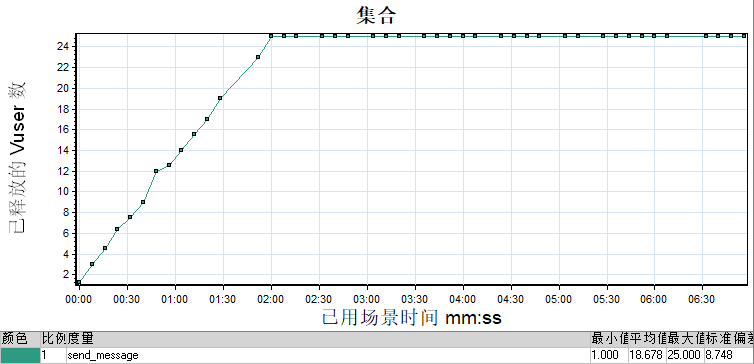 集合
已释放的 Vuser 数
24
22
20
18
16
14
12
10
8
6
4
2
00:00 00:30 01:00 01:30 02:00 02:30 03:00 03:30 04:00 04:30 05:00 05:30 06:00 06:30
已用场景时间 mm:ss
颜色 比例 度量 最小值 平均值 最大值 标准偏差
1 send_message 1.000 18.678 25.000 8.748